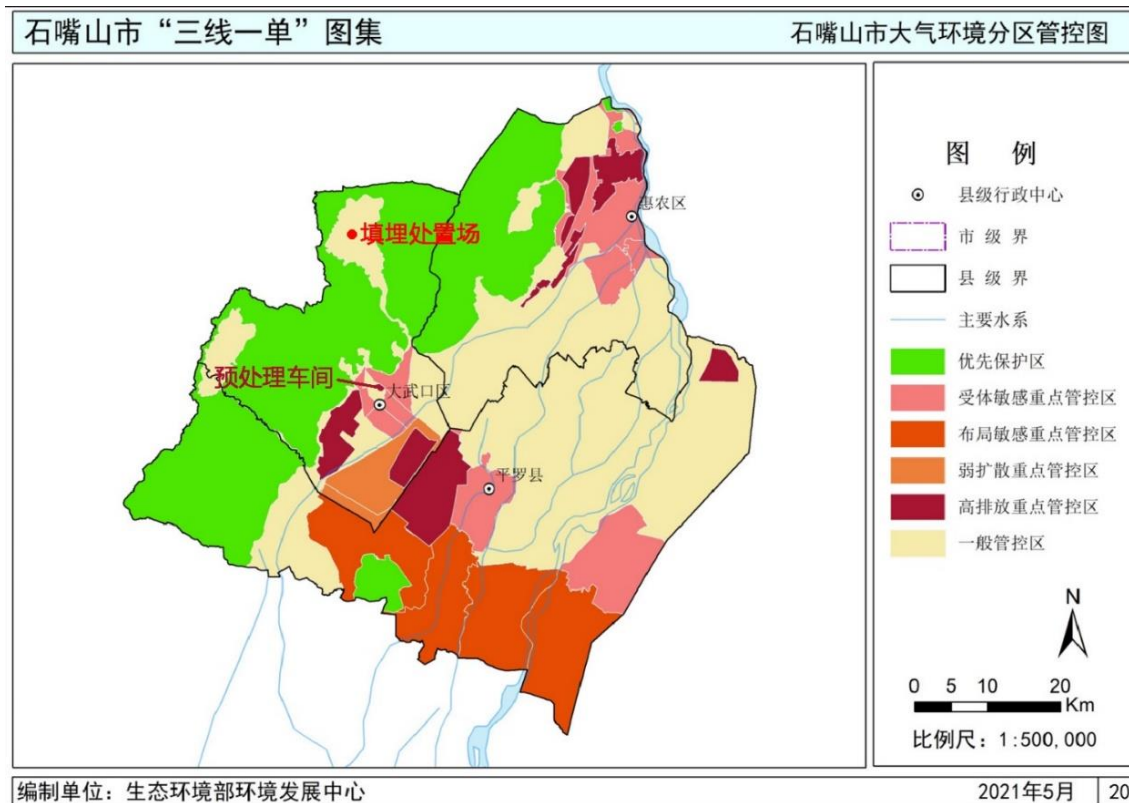 石嘴山市“三线一单”图集
石嘴山市大气环境分区管控图
惠农区
填埋处置场
预处理车间
大武口区
平罗县
图 例
县级行政中心
市 级 界
县 级 界
主要水系
优先保护区
受体敏感重点管控区
布局敏感重点管控区
弱扩散重点管控区
高排放重点管控区
一般管控区
N
0 5 10 20
Km
比例尺：1:500,000
编制单位：生态环境部环境发展中心
2021年5月
20